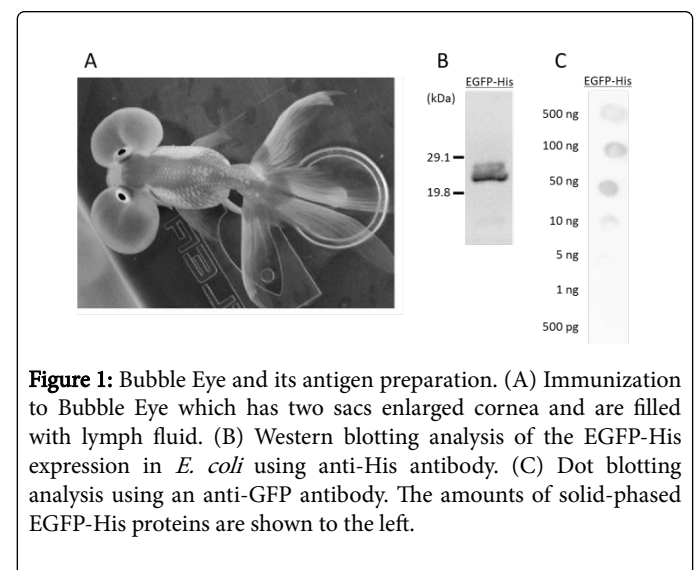 A
B
C
EGFP-His
EGFP-His
(kDa)
29.1
19.8
500 ng
100 ng
50 ng
10 ng
5 ng
1 ng
500 pg
Figure 1: Bubble Eye and its antigen preparation. (A) Immunization
to Bubble Eye which has two sacs enlarged cornea and are filled
with lymph fluid. (B) Western blotting analysis of the EGFP-His
expression in E. coli using anti-His antibody. (C) Dot blotting
analysis using an anti-GFP antibody. The amounts of solid-phased
EGFP-His proteins are shown to the left.